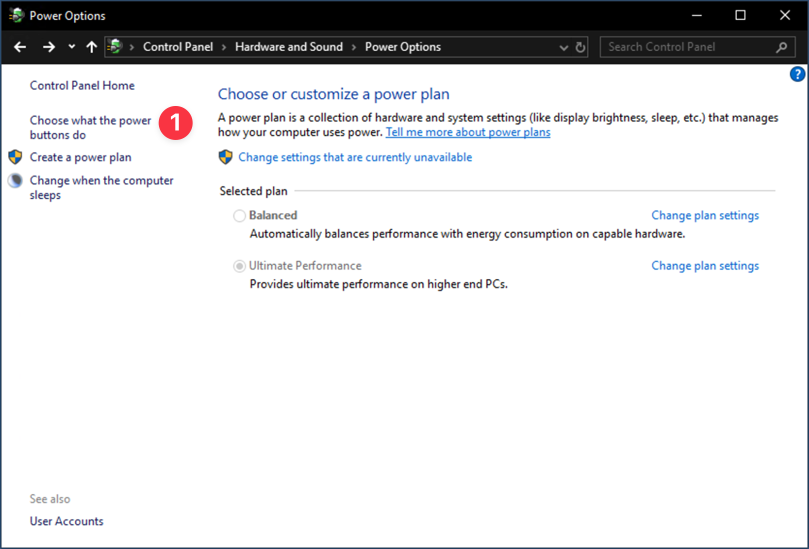 Power Options
Control Panel > Hardware and Sound > Power Options
Search Control Panel
?
Control Panel Home
Choose what the power
buttons do
1
Create a power plan
Change when the computer
sleeps
Choose or customize a power plan
A power plan is a collection of hardware and system settings (like display brightness, sleep, etc.) that manages
how your computer uses power. Tell me more about power plans
Change settings that are currently unavailable
Selected plan
Balanced
Change plan settings
Automatically balances performance with energy consumption on capable hardware.
Ultimate Performance
Change plan settings
Provides ultimate performance on higher end PCs.
See also
User Accounts